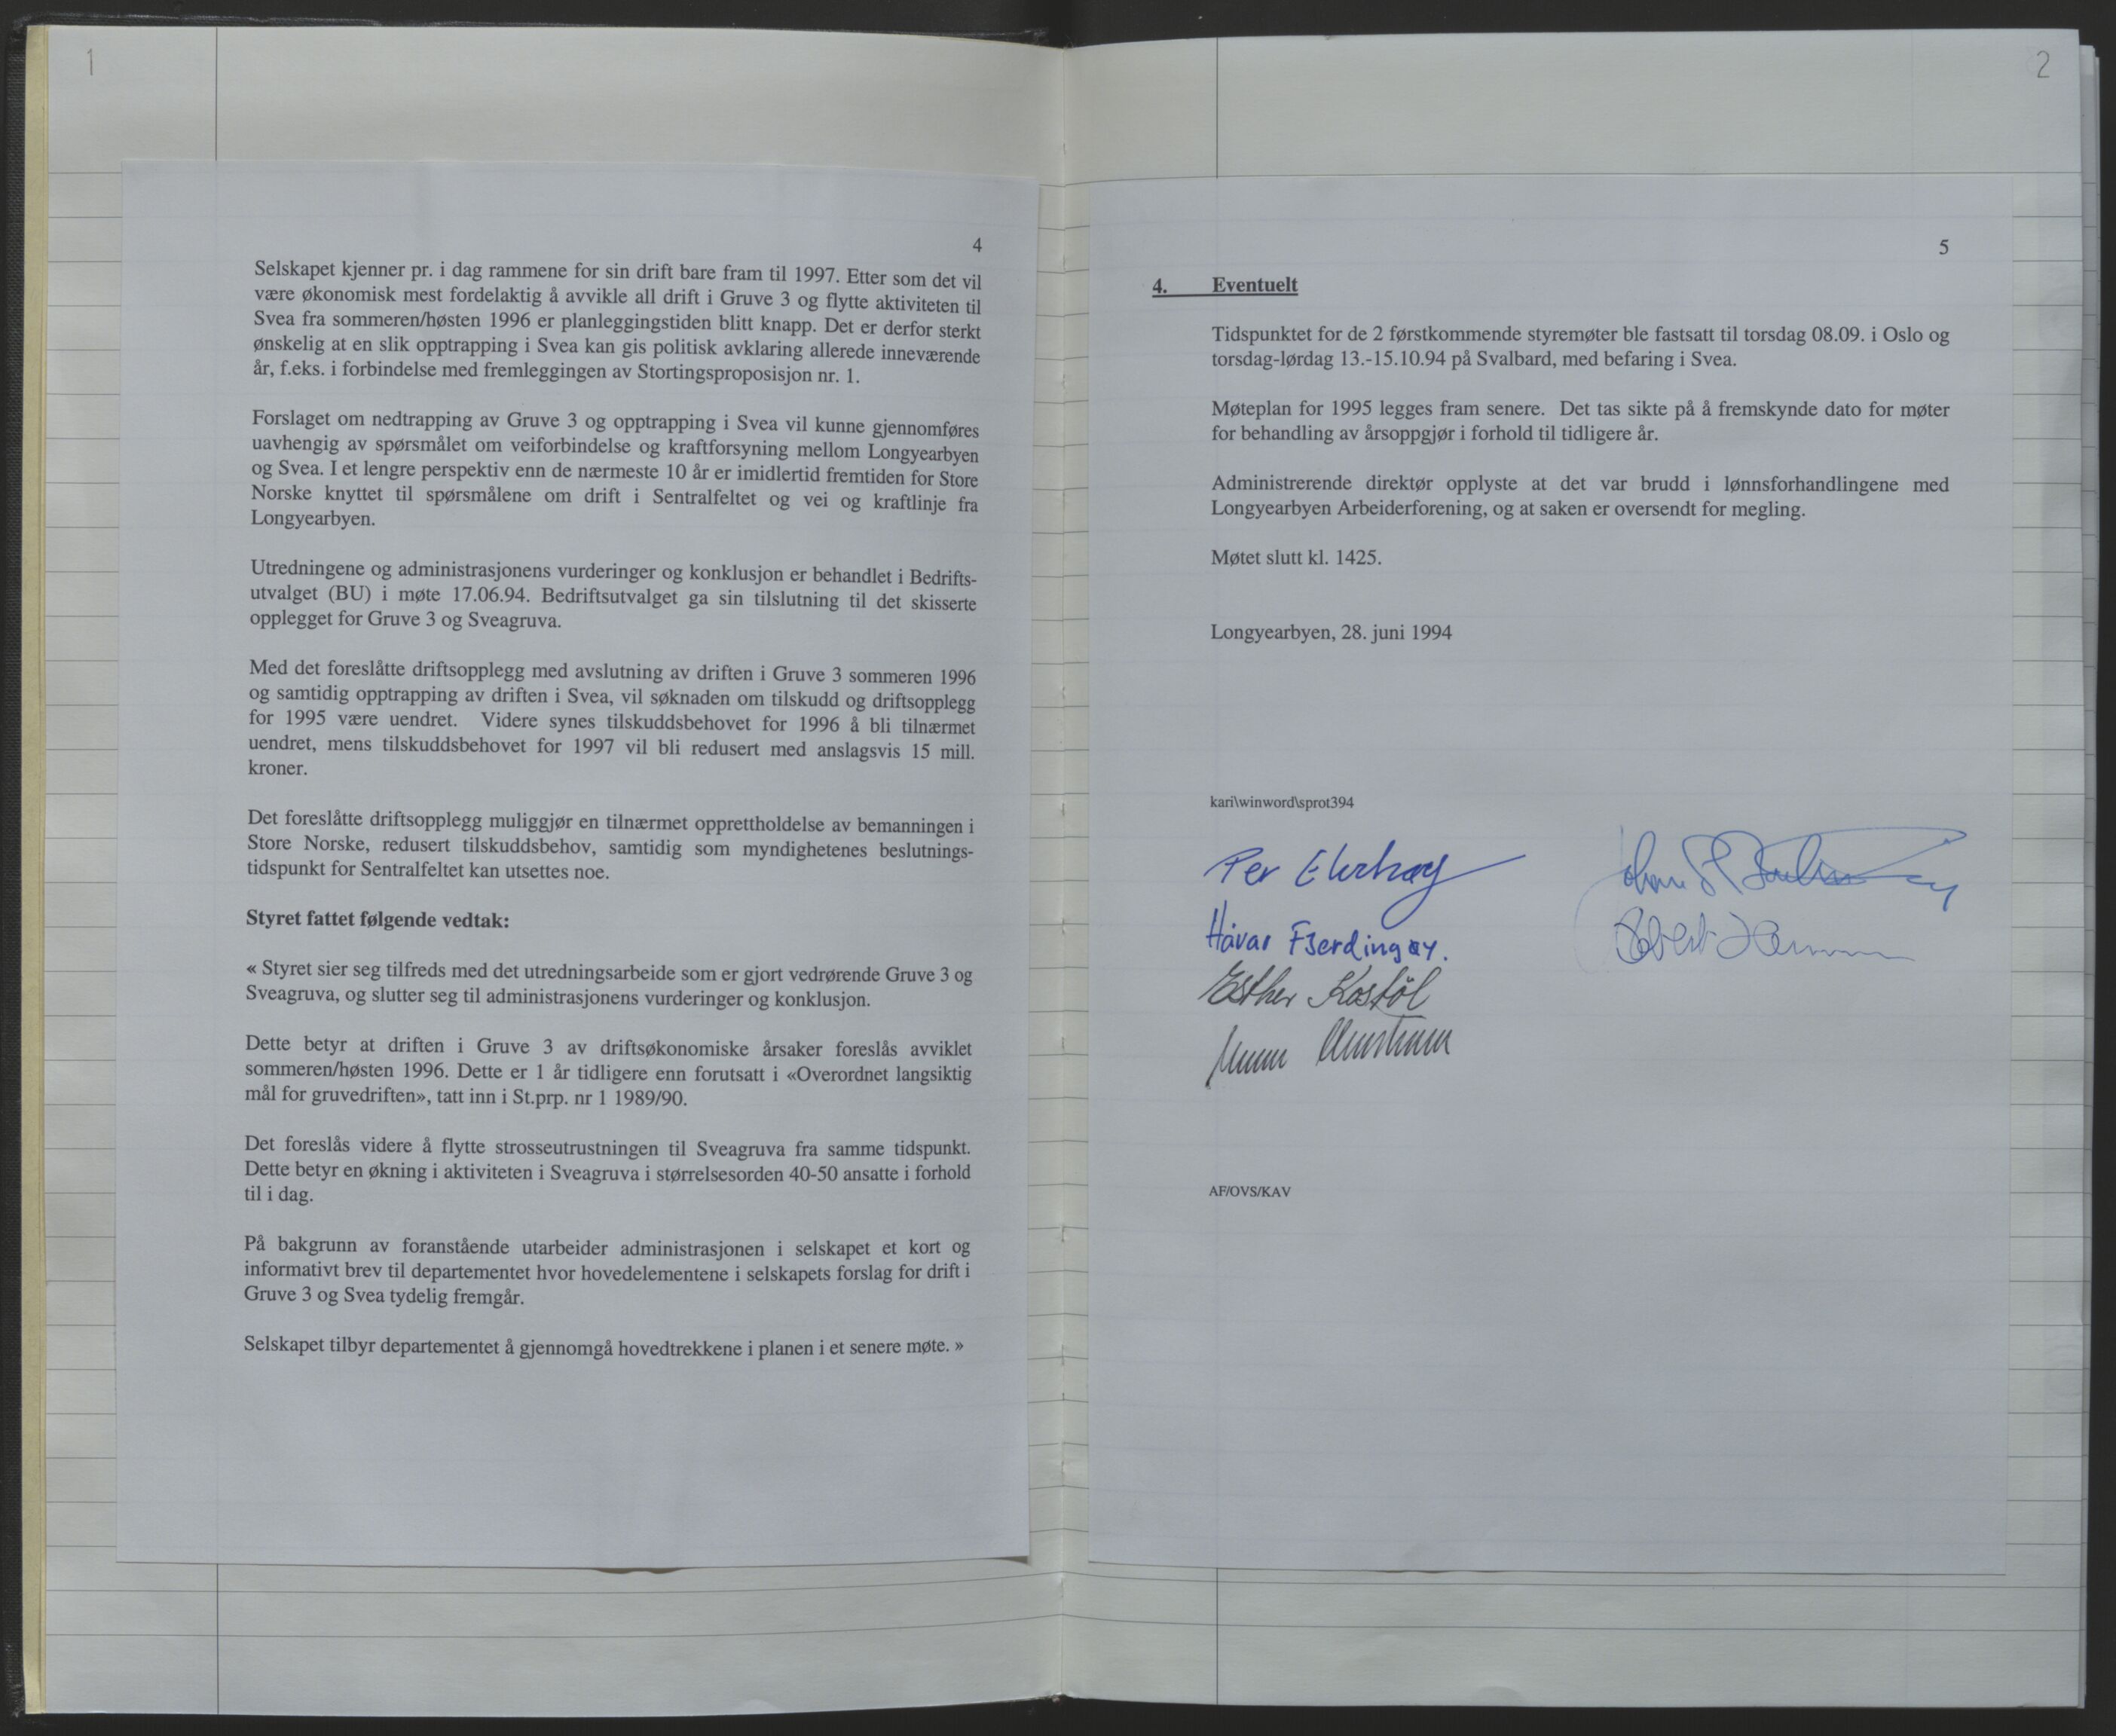 1
4
Selskapet kjenner pr. i dag rammene for sin drift bare fram til 1997. Etter som det vil
være økonomisk mest fordelaktig å avvikle all drift i Gruve 3 og flytte aktiviteten til
Svea fra sommeren/høsten 1996 er planleggingstiden blitt knapp. Det er derfor sterkt
ønskelig at en slik opptrapping i Svea kan gis politisk avklaring allerede inneværende
år, f.eks. i forbindelse med fremleggingen av Stortingsproposisjon nr. 1.
Forslaget om nedtrapping av Gruve 3 og opptrapping i Svea vil kunne gjennomføres
uavhengig av spørsmålet om veiforbindelse og kraftforsyning mellom Longyearbyen
og Svea. I et lengre perspektiv enn de nærmeste 10 år er imidlertid fremtiden for Store
Norske knyttet til spørsmålene om drift i Sentralfeltet og vei og kraftlinje fra
Longyearbyen.
Utredningene og administrasjonens vurderinger og konklusjon er behandlet i Bedrifts-
utvalget (BU) i møte 17.06.94. Bedriftsutvalget ga sin tilslutning til det skisserte
opplegget for Gruve 3 og Sveagruva.
Med det foreslåtte driftsopplegg med avslutning av driften i Gruve 3 sommeren 1996
og samtidig opptrapping av driften i Svea, vil søknaden om tilskudd og driftsopplegg
for 1995 være uendret. Videre synes tilskuddsbehovet for 1996 å bli tilnærmet
uendret, mens tilskuddsbehovet for 1997 vil bli redusert med anslagsvis 15 mill.
kroner.
Det foreslåtte driftsopplegg muliggjør en tilnærmet opprettholdelse av bemanningen i
Store Norske, redusert tilskuddsbehov, samtidig som myndighetenes beslutnings-
tidspunkt for Sentralfeltet kan utsettes noe.
Styret fattet følgende vedtak:
« Styret sier seg tilfreds med det utredningsarbeide som er gjort vedrørende Gruve 3 og
Sveagruva, og slutter seg til administrasjonens vurderinger og konklusjon.
Dette betyr at driften i Gruve 3 av driftsøkonomiske årsaker foreslås avviklet
sommeren/høsten 1996. Dette er 1 år tidligere enn forutsatt i «Overordnet langsiktig
mål for gruvedriften», tatt inn i St.prp. nr 1 1989/90.
Det foreslås videre å flytte strosseutrustningen til Sveagruva fra samme tidspunkt.
Dette betyr en økning i aktiviteten i Sveagruva i størrelsesorden 40-50 ansatte i forhold
til i dag.
På bakgrunn av foranstående utarbeider administrasjonen i selskapet et kort og
informativt brev til departementet hvor hovedelementene i selskapets forslag for drift i
Gruve 3 og Svea tydelig fremgår.
Selskapet tilbyr departementet å gjennomgå hovedtrekkene i planen i et senere møte. »
2
5
4. Eventuelt
Tidspunktet for de 2 førstkommende styremøter ble fastsatt til torsdag 08.09. i Oslo og
torsdag-lørdag 13.-15.10.94 på Svalbard, med befaring i Svea.
Møteplan for 1995 legges fram senere. Det tas sikte på å fremskynde dato for møter
for behandling av årsoppgjør i forhold til tidligere år.
Administrerende direktør opplyste at det var brudd i lønnsforhandlingene med
Longyearbyen Arbeiderforening, og at saken er oversendt for megling.
Møtet slutt kl. 1425.
Longyearbyen, 28. juni 1994
kari\winword\sprot394
Per
Håvar Fjerdingøy.
Esther Kostøl
AF/OVS/KAV